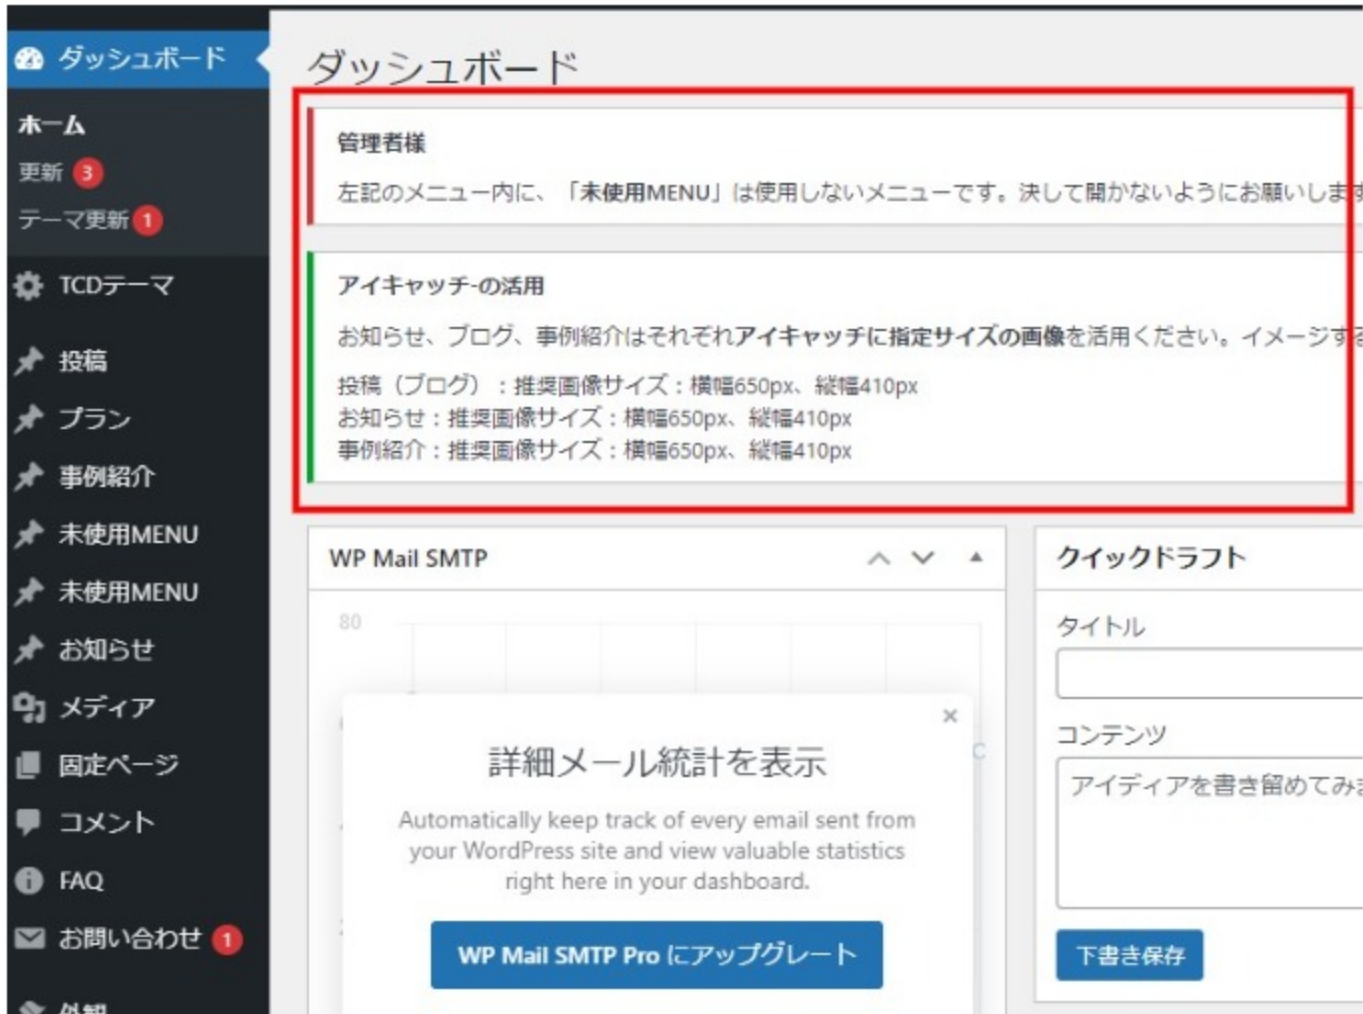 ダッシュボード
ホーム
更新 3
テーマ更新 1
TCDテーマ
投稿
プラン
事例紹介
未使用MENU
未使用MENU
お知らせ
メディア
固定ページ
コメント
FAQ
お問い合わせ 1
外観
ダッシュボード
管理者様
左記のメニュー内に、「未使用MENU」は使用しないメニューです。決して開かないようにお願いします
アイキャッチ-の活用
お知らせ、ブログ、事例紹介はそれぞれアイキャッチに指定サイズの画像を活用ください。イメージする
投稿（ブログ）：推奨画像サイズ：横幅650px、縦幅410px
お知らせ：推奨画像サイズ：横幅650px、縦幅410px
事例紹介：推奨画像サイズ：横幅650px、縦幅410px
WP Mail SMTP
80
詳細メール統計を表示
Automatically keep track of every email sent from
your WordPress site and view valuable statistics
right here in your dashboard.
WP Mail SMTP Pro にアップグレート
クイックドラフト
タイトル
コンテンツ
アイディアを書き留めてみま
下書き保存